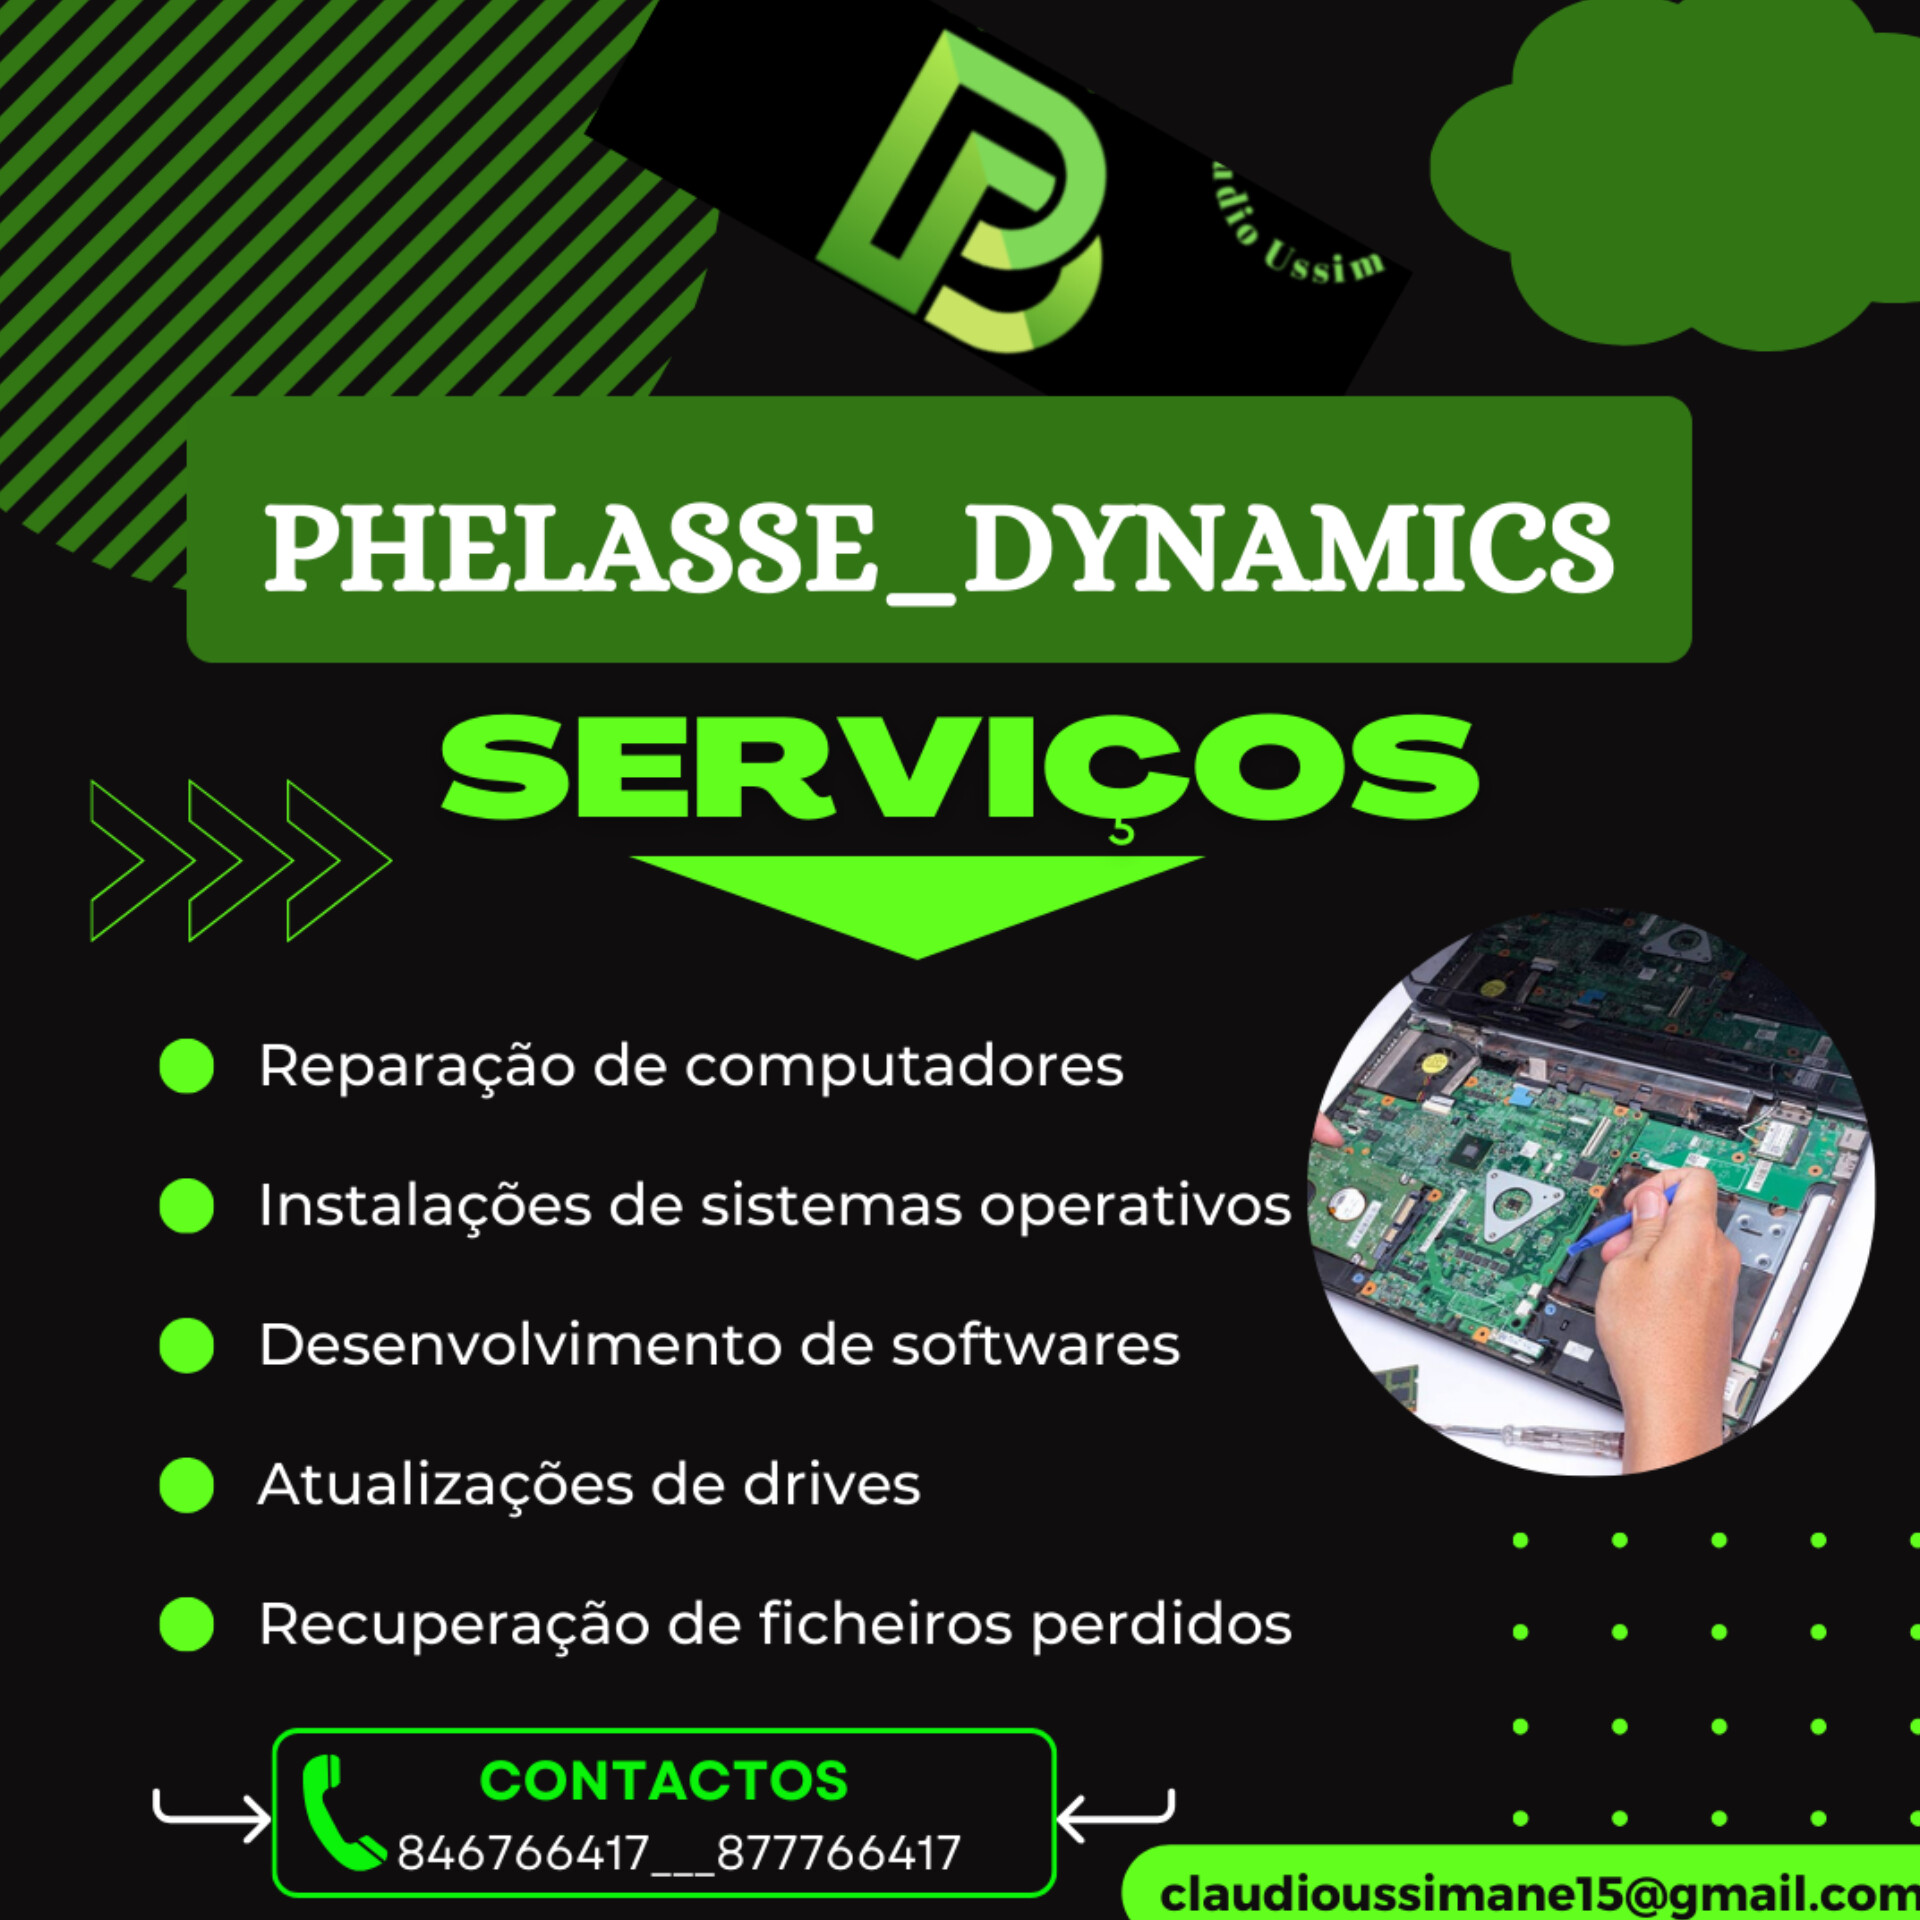 udio Ussim
PHELASSE_DYNAMICS
SERVIÇOS
Reparação de computadores
Instalações de sistemas operativos
Desenvolvimento de softwares
Atualizações de drives
Recuperação de ficheiros perdidos
CONTACTOS
846766417___877766417
claudioussimane15@gmail.com